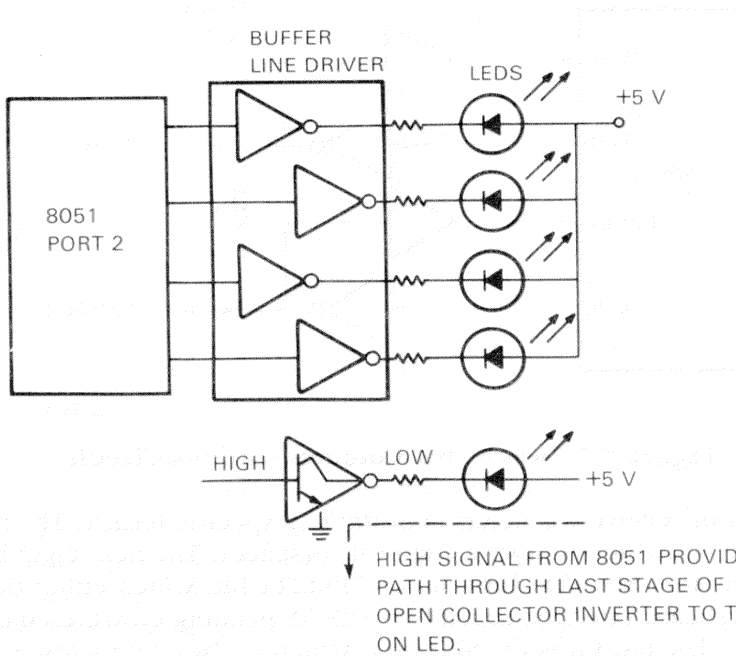 BUFFER
LINE DRIVER
LEDS
+5 V
8051
PORT 2
HIGH
LOW
+5 V
HIGH SIGNAL FROM 8051 PROVID
PATH THROUGH LAST STAGE OF
OPEN COLLECTOR INVERTER TO T
ON LED.